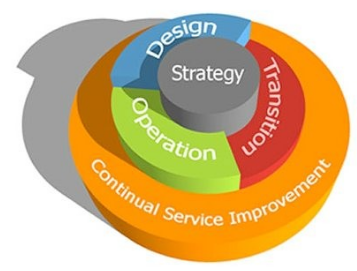 Design
Strategy
Transition
Operation
Continual Service Improvement